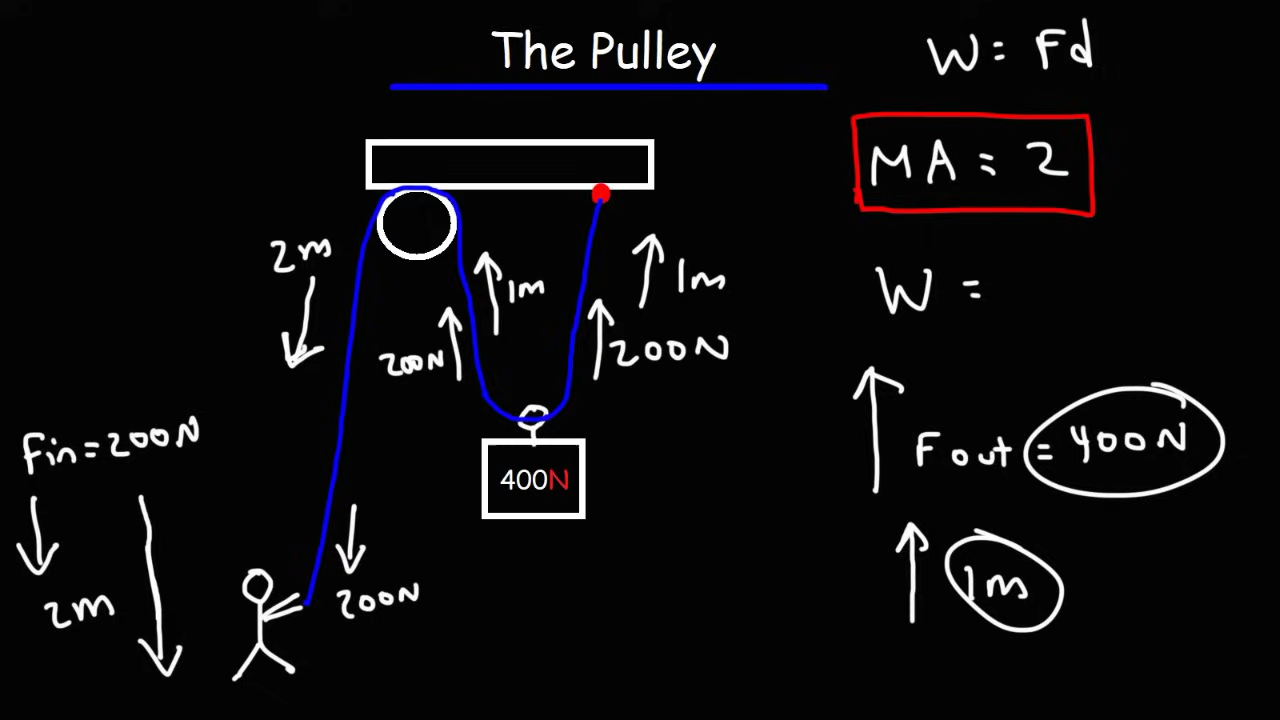 The Pulley
W = Fd
MA = 2
2m
1m
1m
W =
200N
200N
Fin = 200N
Fout = 400N
400N
2m
200N
1m